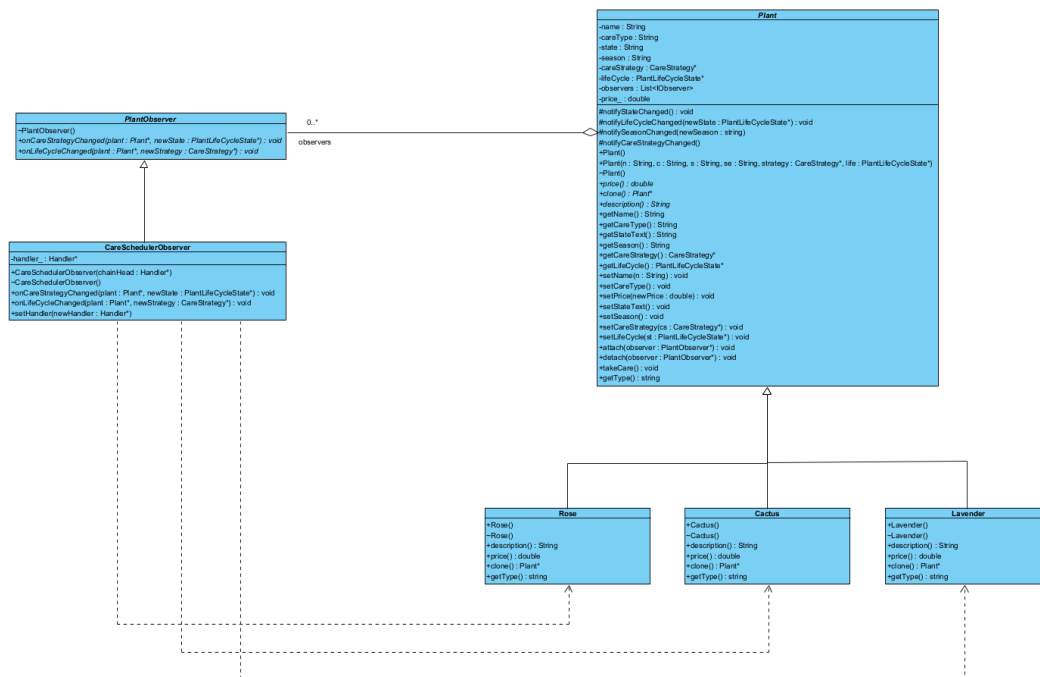 Plant
-name : String
-careType : String
-state : String
-season : String
-careStrategy : CareStrategy*
-lifeCycle : PlantLifeCycleState*
-observers : List<IObserver>
-price_ : double
#notifyStateChanged() : void
#notifyLifeCycleChanged(newState : PlantLifeCycleState*) : void
#notifySeasonChanged(newSeason : string)
#notifyCareStrategyChanged()
+Plant()
+Plant(n : String, c : String, s : String, se : String, strategy : CareStrategy*, life : PlantLifeCycleState*)
~Plant()
+price() : double
+clone() : Plant*
+description() : String
+getName() : String
+getCareType() : String
+getStateText() : String
+getSeason() : String
+getCareStrategy() : CareStrategy*
+getLifeCycle() : PlantLifeCycleState*
+setName(n : String) : void
+setCareType() : void
+setPrice(newPrice : double) : void
+setStateText() : void
+setSeason() : void
+setCareStrategy(cs : CareStrategy*) : void
+setLifeCycle(st : PlantLifeCycleState*) : void
+attach(observer : PlantObserver*) : void
+detach(observer : PlantObserver*) : void
+takeCare() : void
+getType() : string
PlantObserver
~PlantObserver()
+onCareStrategyChanged(plant : Plant*, newState : PlantLifeCycleState*) : void
+onLifeCycleChanged(plant : Plant*, newStrategy : CareStrategy*) : void
0..*
observers
CareSchedulerObserver
-handler_ : Handler*
+CareSchedulerObserver(chainHead : Handler*)
~CareSchedulerObserver()
+onCareStrategyChanged(plant : Plant*, newState : PlantLifeCycleState*) : void
+onLifeCycleChanged(plant : Plant*, newStrategy : CareStrategy*) : void
+setHandler(newHandler : Handler*)
Rose
+Rose()
~Rose()
+description() : String
+price() : double
+clone() : Plant*
+getType() : string
Cactus
+Cactus()
~Cactus()
+description() : String
+price() : double
+clone() : Plant*
+getType() : string
Lavender
+Lavender()
~Lavender()
+description() : String
+price() : double
+clone() : Plant*
+getType() : string